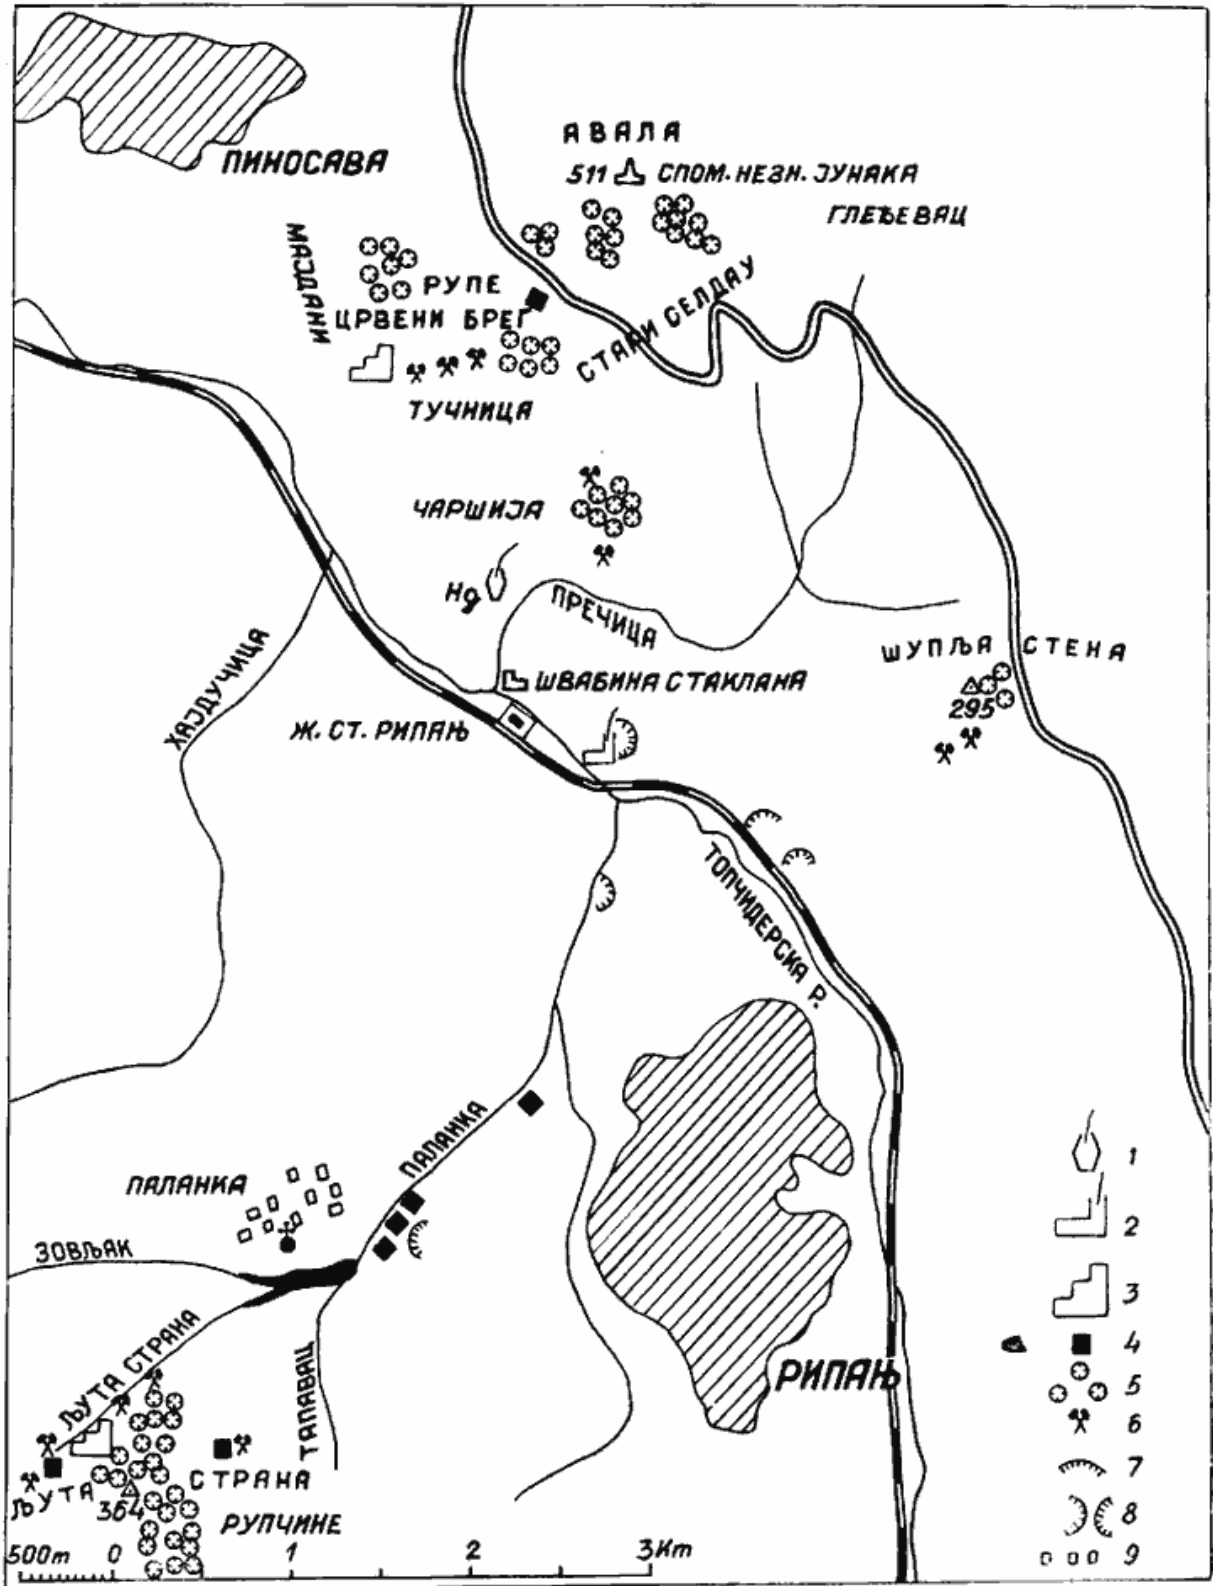 АВАЛА
511 СПОМ. НЕЗН. ЈУНАКА
ПИНОСАВА
ГЛЕЂЕВАЦ
МАЈДАНИ
РУПЕ
ЦРВЕНИ БРЕГ
СТАРИ СЕЛДАУ
ТУЧНИЦА
ЧАРШИЈА
Hg
ПРЕЧИЦА
ХАЈДУЧИЦА
ШУПЉА СТЕНА
295
ШВАБИНА СТАКЛАНА
Ж. СТ. РИПАЊ
ТОПЧИДЕРСКА Р.
ПАЛАНКА
ПАЛАНКА
ЗОВЉАК
ЉУТА СТРАНА
ТАПАВАЦ
РИПАЊ
ЉУТА СТРАНА
364
РУПЧИНЕ
500m 0 1 2 3Km
1
2
3
4
5
6
7
8
9